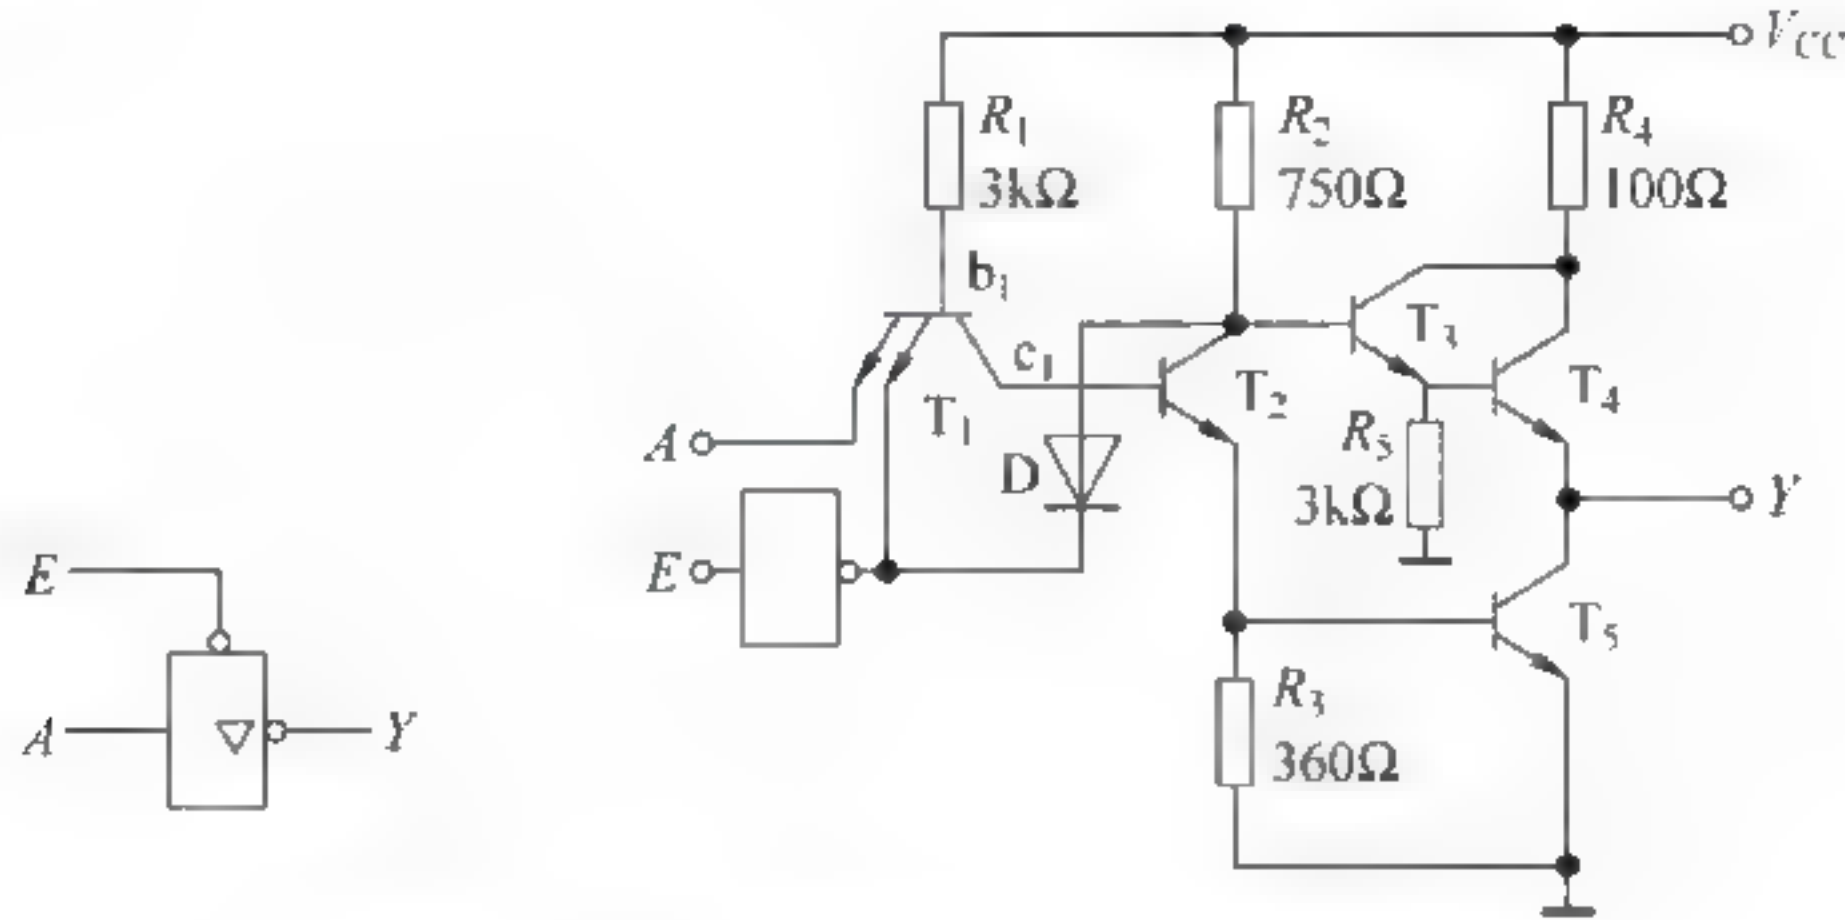 V_CC
R₁
3kΩ
R₂
750Ω
R₄
100Ω
b₁
c₁
T₁
T₂
T₃
T₄
A
D
R₅
3kΩ
Y
E
T₅
R₃
360Ω
E
A
Y